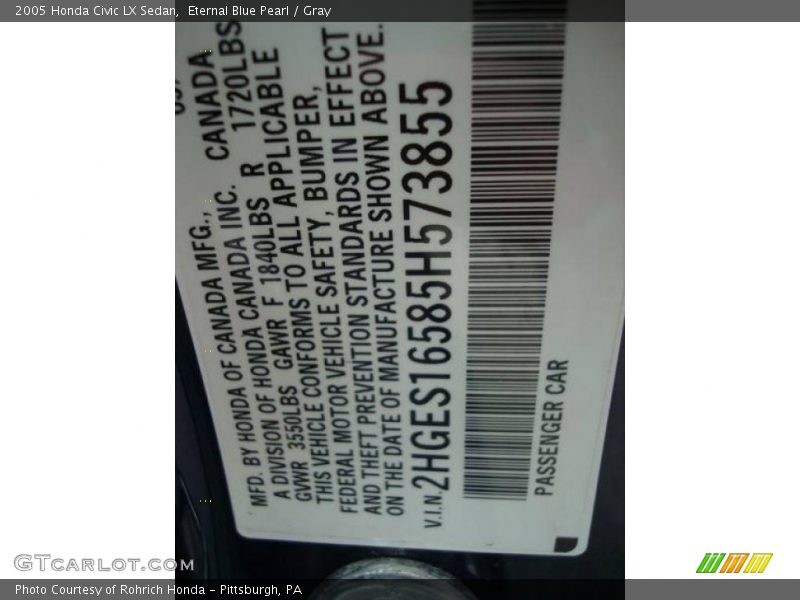 2005 Honda Civic LX Sedan, Eternal Blue Pearl / Gray
MFD. BY HONDA OF CANADA MFG., CANADA
A DIVISION OF HONDA CANADA INC.
GVWR 3550LBS GAWR F 1840LBS R 1720LBS
THIS VEHICLE CONFORMS TO ALL APPLICABLE
FEDERAL MOTOR VEHICLE SAFETY, BUMPER,
AND THEFT PREVENTION STANDARDS IN EFFECT
ON THE DATE OF MANUFACTURE SHOWN ABOVE.
V.I.N. 2HGES16585H573855
PASSENGER CAR
GTcarlot.com
Photo Courtesy of Rohrich Honda - Pittsburgh, PA